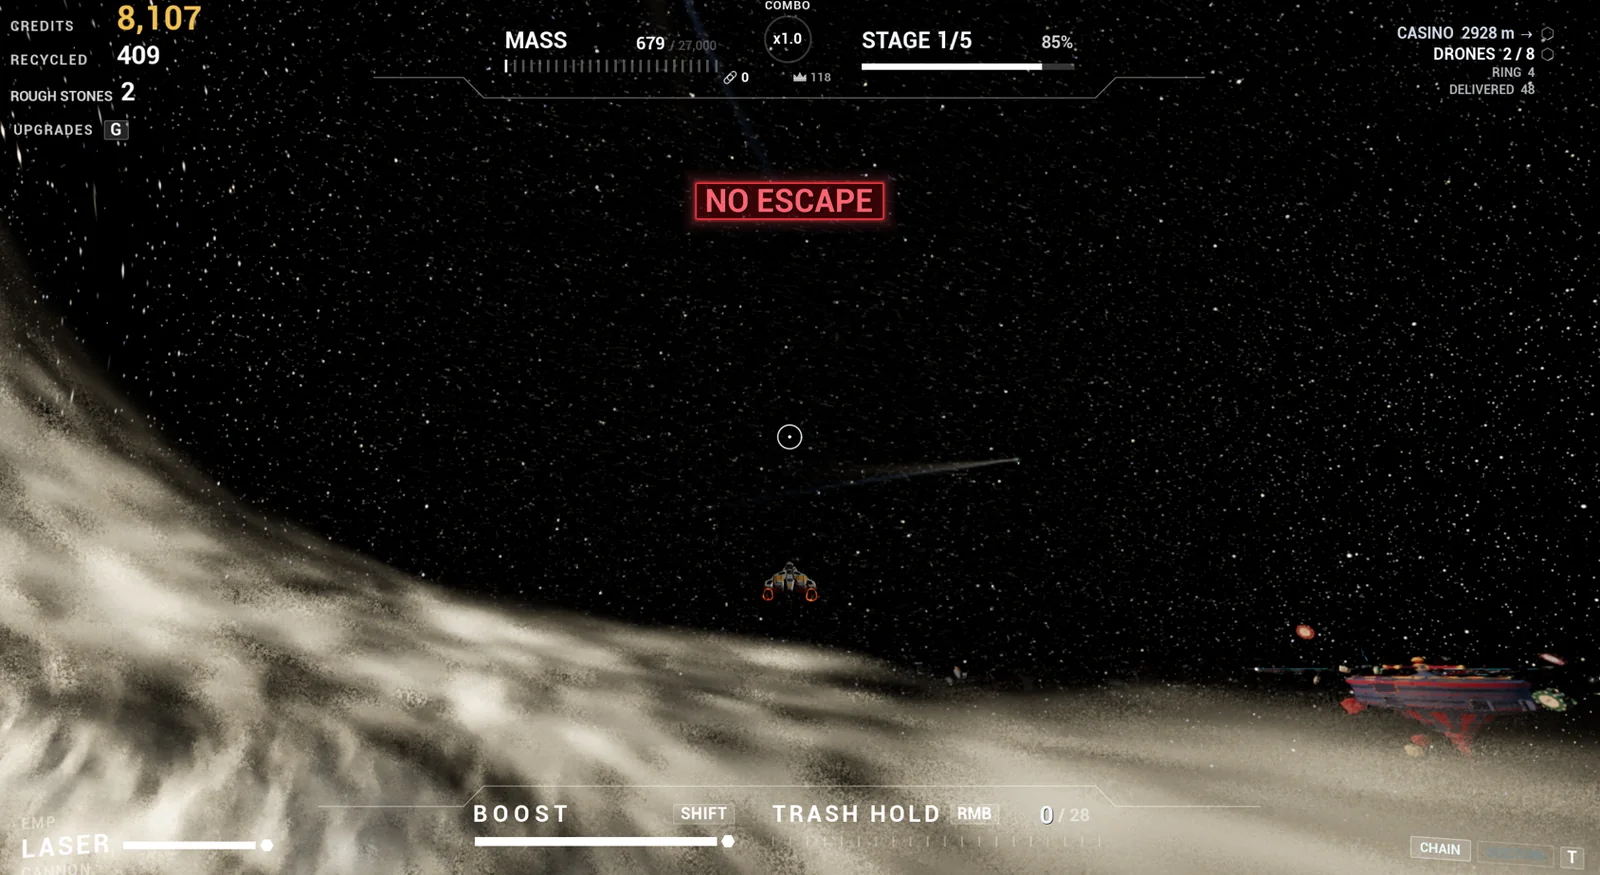 CREDITS 8,107
RECYCLED 409
ROUGH STONES 2
UPGRADES G
MASS 679 / 27,000
0
COMBO
x1.0
118
STAGE 1/5 85%
CASINO 2928 m →
DRONES 2 / 8
RING 4
DELIVERED 48
NO ESCAPE
EMP
LASER
CANNON
BOOST SHIFT
TRASH HOLD RMB 0 / 28
CHAIN
T